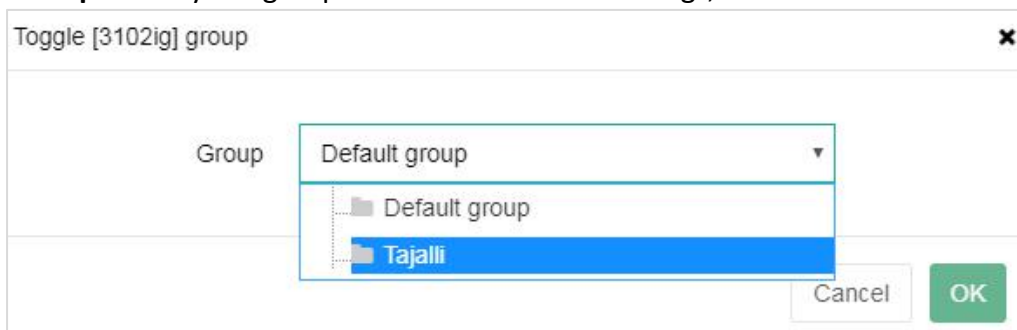 Toggle [3102ig] group ×
Group Default group
Default group
Tajalli
Cancel OK